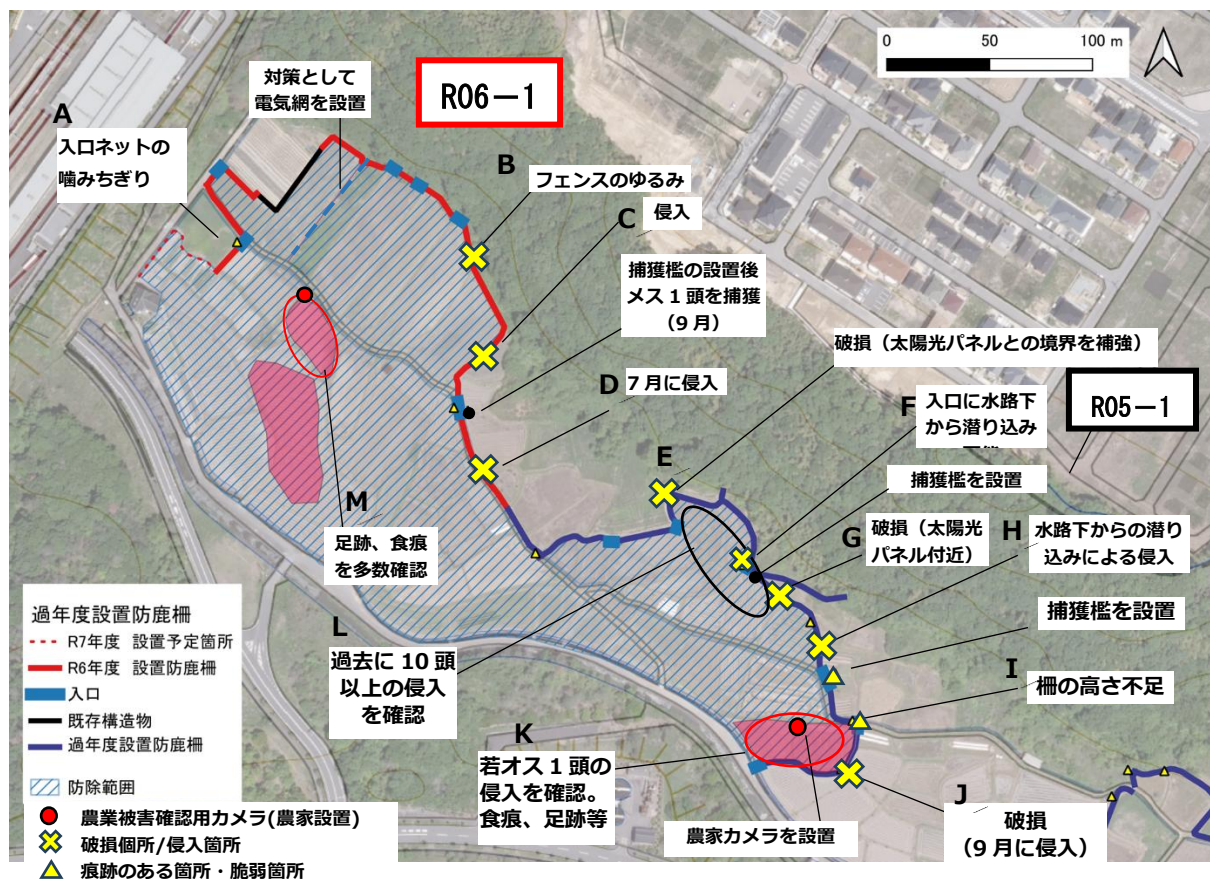 0 50 100 m
対策として
電気網を設置
R06－1
A
入口ネットの
噛みちぎり
B
フェンスのゆるみ
C
侵入
捕獲檻の設置後
メス１頭を捕獲
（9月）
破損（太陽光パネルとの境界を補強）
D
７月に侵入
F
入口に水路下
から潜り込み
R05－1
E
捕獲檻を設置
M
足跡、食痕
を多数確認
G
破損（太陽光
パネル付近）
H
水路下からの潜り
込みによる侵入
捕獲檻を設置
L
過去に 10 頭
以上の侵入
を確認
I
柵の高さ不足
K
若オス 1 頭の
侵入を確認。
食痕、足跡等
農家カメラを設置
J
破損
（9 月に侵入）
過年度設置防鹿柵
R7年度 設置予定箇所
R6年度 設置防鹿柵
入口
既存構造物
過年度設置防鹿柵
防除範囲
農業被害確認用カメラ(農家設置)
破損個所/侵入箇所
痕跡のある箇所・脆弱箇所